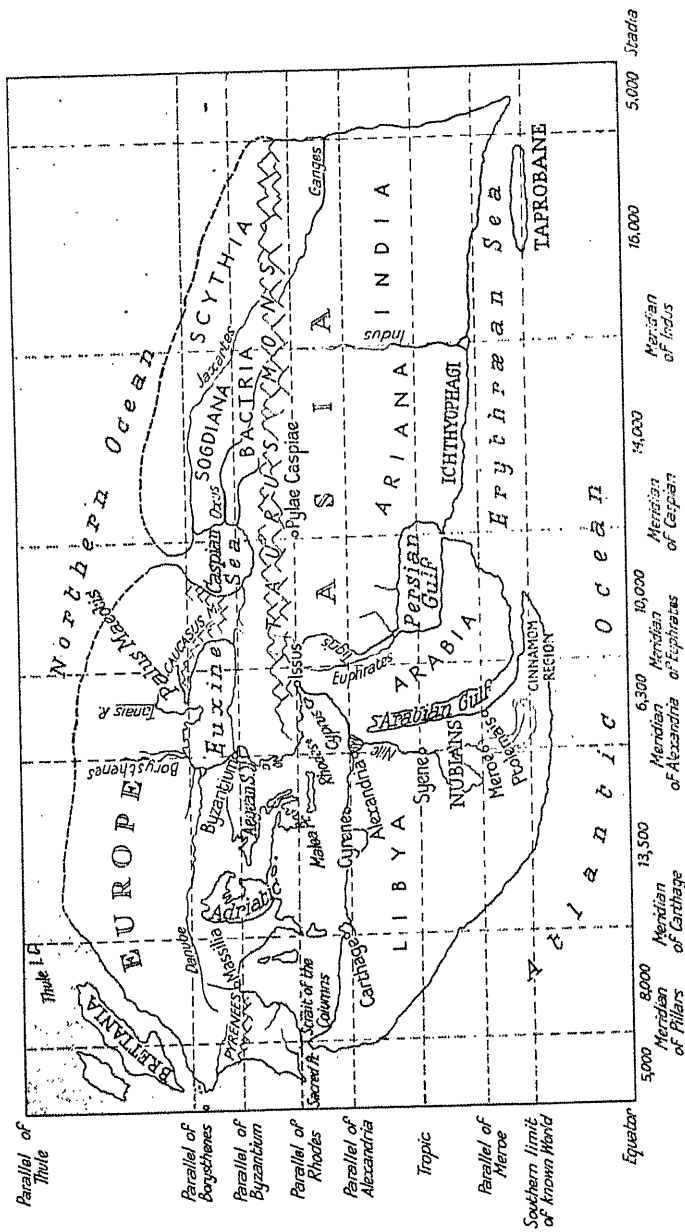 Northern Ocean
Thule I.
BRETTANIA
EUROPE
Palus Maeotis
Tanais R.
CAUCASUS
Borysthenes
SCYTHIA
SOGDIANA
Jaxartes
Oxus
BACTRIA
Caspian
Sea
Euxine
Danube
Massilia
PYRENEES
Adriatic
Byzantium
Aegean S.
TAURUS MONS
Pylae Caspiae
Ganges
Issus
ASIA
INDIA
Indus
ARIANA
Sacred Pr.
Strait of the
Columns
Malea
Rhodes
Cyprus
Tigris
Euphrates
Carthage
Cyrene
Alexandria
Nile
LIBYA
Syene
NUBIANS
Meroe
Ptolemais
Arabian Gulf
ARABIA
Persian
Gulf
ICHTHYOPHAGI
CINNAMOM
REGION
Erythræan Sea
TAPROBANE
Atlantic Ocean
Parallel of
Thule
Parallel of
Borysthenes
Parallel of
Byzantium
Parallel of
Rhodes
Parallel of
Alexandria
Tropic
Parallel of
Meroe
Southern limit
of known World
Equator
5,000
8,000
13,500
6,300
10,000
14,000
16,000
5,000
Stadia
Meridian
of Pillars
Meridian
of Carthage
Meridian
of Alexandria
Meridian
of Euphrates
Meridian
of Caspian
Meridian
of Indus